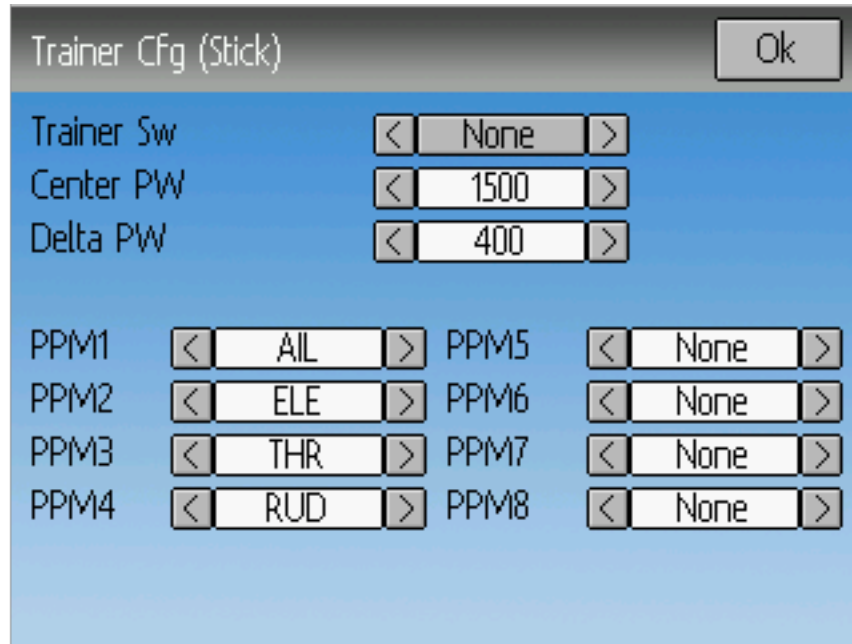 Trainer Cfg (Stick) Ok
Trainer Sw < None >
Center PW < 1500 >
Delta PW < 400 >
PPM1 < AIL > PPM5 < None >
PPM2 < ELE > PPM6 < None >
PPM3 < THR > PPM7 < None >
PPM4 < RUD > PPM8 < None >